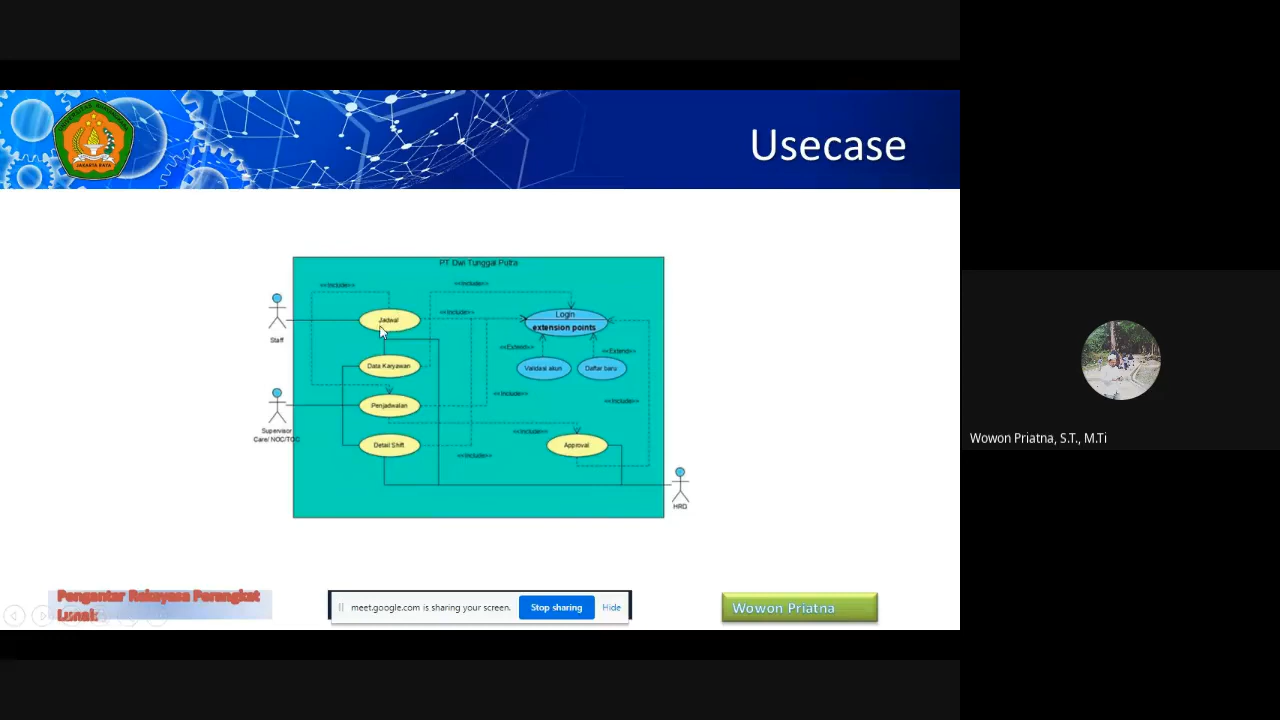 Usecase
JAKARTA RAYA
PT Dwi Tunggal Putra
<<Include>>
<<Include>>
<<Include>>
Jadwal
Login
extension points
Staff
<<Extend>>
<<Extend>>
Data Karyawan
Validasi akun
Daftar baru
<<Include>>
<<Include>>
Penjadwalan
Supervisor
Care/ NOC/TOC
<<Include>>
Detail Shift
Approval
<<Include>>
HRD
Pengantar Rekayasa Perangkat
Lunak
meet.google.com is sharing your screen.
Stop sharing
Hide
Wowon Priatna
Wowon Priatna, S.T., M.Ti